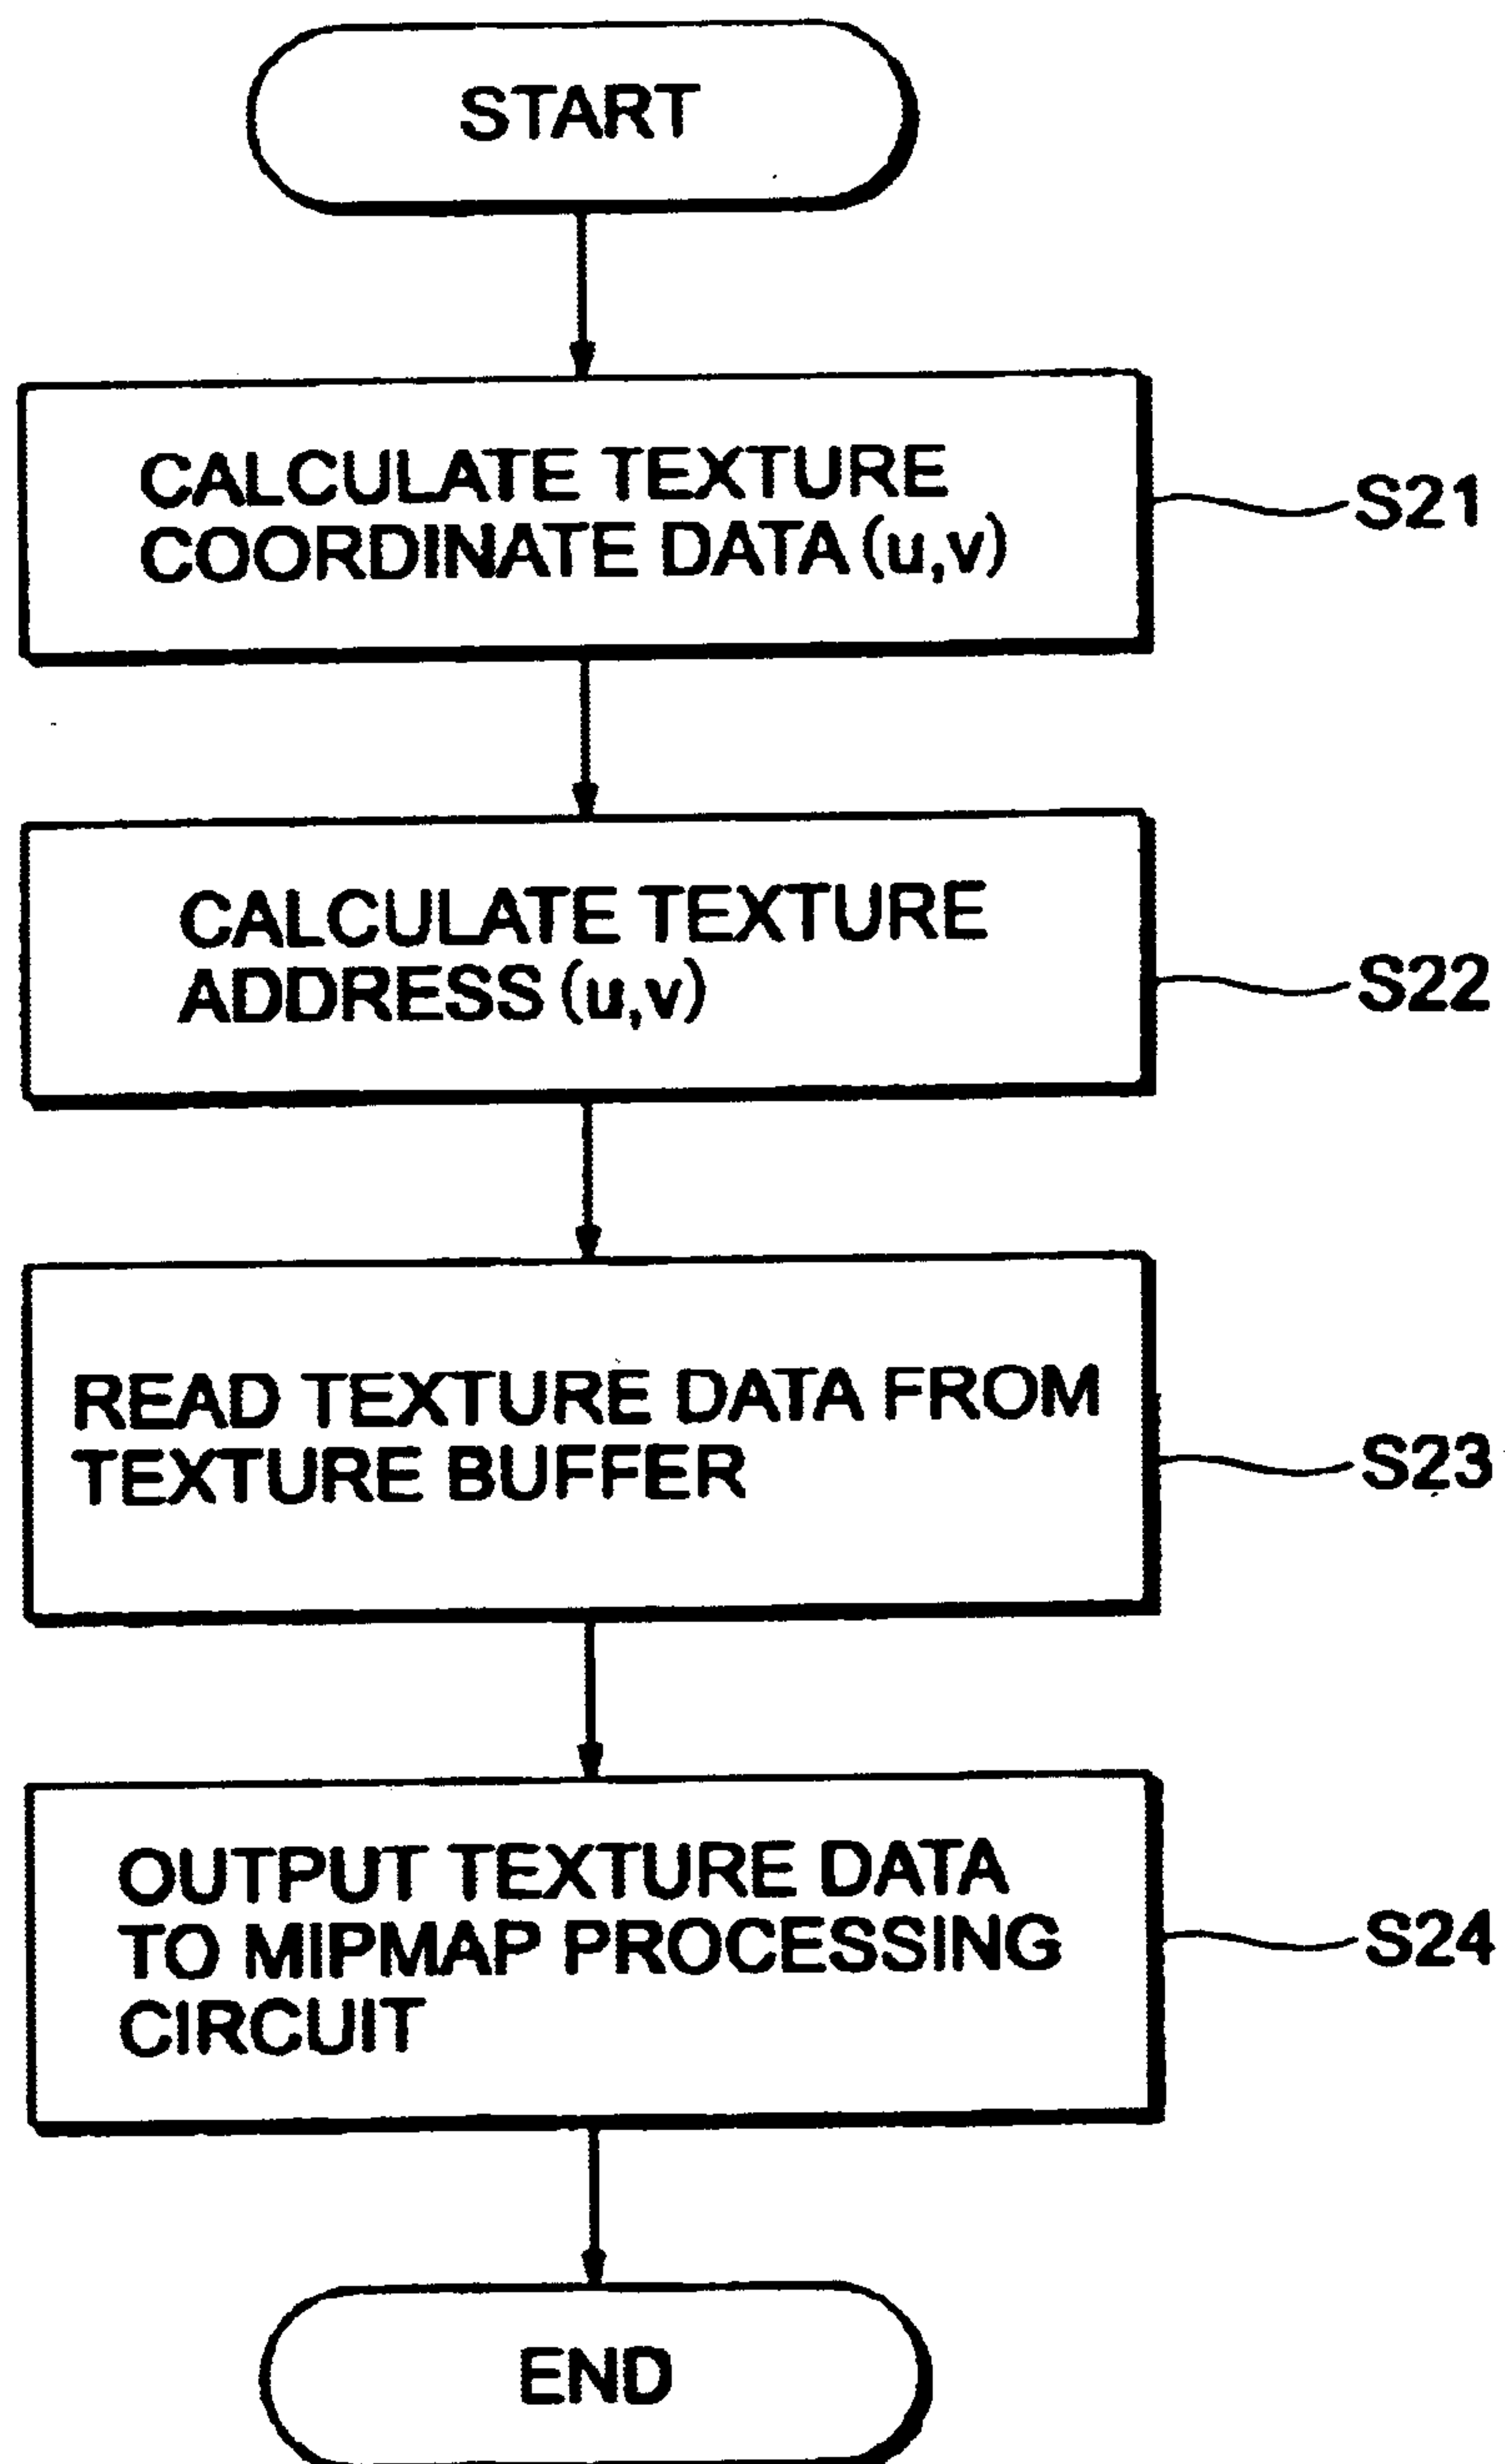 START
CALCULATE TEXTURE
COORDINATE DATA (u,v)
S21
CALCULATE TEXTURE
ADDRESS (u,v)
S22
READ TEXTURE DATA FROM
TEXTURE BUFFER
S23
OUTPUT TEXTURE DATA
TO MIPMAP PROCESSING
CIRCUIT
S24
END